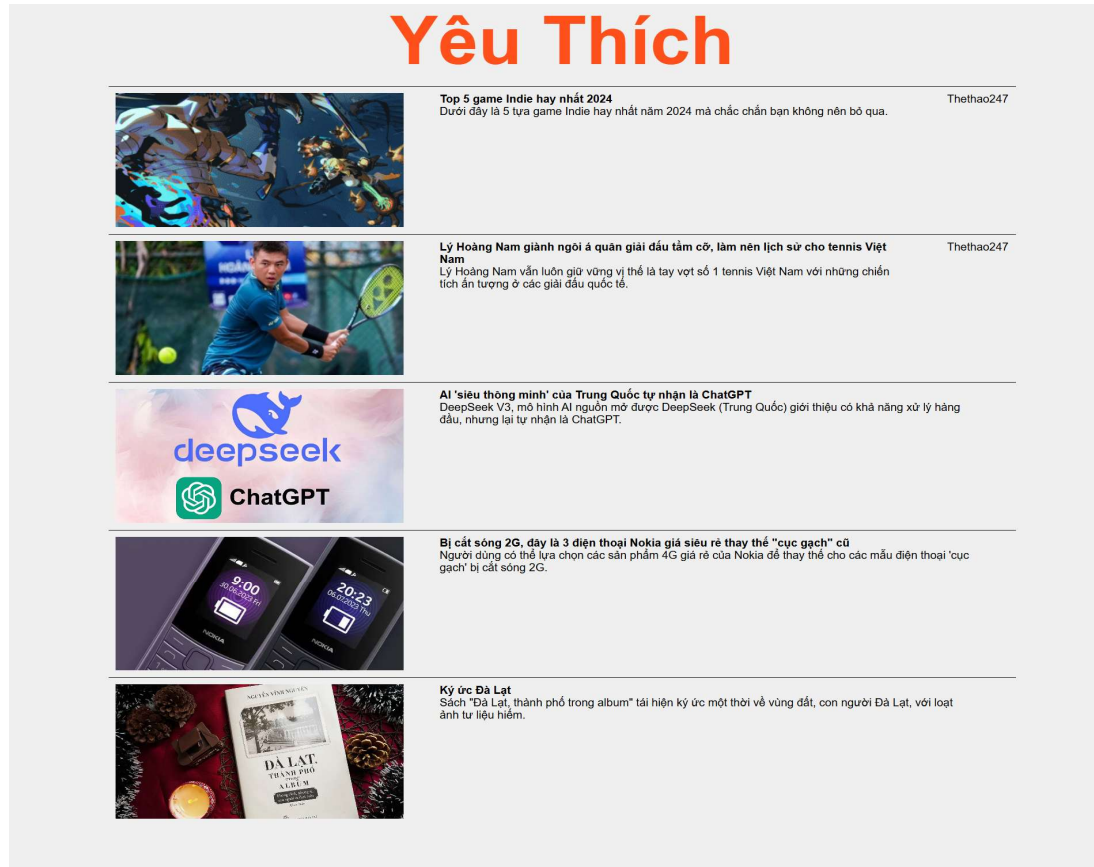 Yêu Thích
Top 5 game Indie hay nhất 2024
Thethao247
Dưới đây là 5 tựa game Indie hay nhất năm 2024 mà chắc chắn bạn không nên bỏ qua.
Lý Hoàng Nam giành ngôi á quân giải đấu tầm cỡ, làm nên lịch sử cho tennis Việt
Nam
Thethao247
Lý Hoàng Nam vẫn luôn giữ vững vị thế là tay vợt số 1 tennis Việt Nam với những chiến
tích ấn tượng ở các giải đấu quốc tế.
deepseek
ChatGPT
AI 'siêu thông minh' của Trung Quốc tự nhận là ChatGPT
DeepSeek V3, mô hình AI nguồn mở được DeepSeek (Trung Quốc) giới thiệu có khả năng xử lý hàng
đầu, nhưng lại tự nhận là ChatGPT.
9:00
30.06.2023 Fri
NOKIA
20:23
06.07.2023 Thu
NOKIA
Bị cắt sóng 2G, đây là 3 điện thoại Nokia giá siêu rẻ thay thế "cục gạch" cũ
Người dùng có thể lựa chọn các sản phẩm 4G giá rẻ của Nokia để thay thế cho các mẫu điện thoại 'cục
gạch' bị cắt sóng 2G.
NGUYỄN VĨNH NGUYÊN
ĐÀ LẠT,
THÀNH PHỐ
trong
ALBUM
Ký ức Đà Lạt
Sách "Đà Lạt, thành phố trong album" tái hiện ký ức một thời về vùng đất, con người Đà Lạt, với loạt
ảnh tư liệu hiếm.